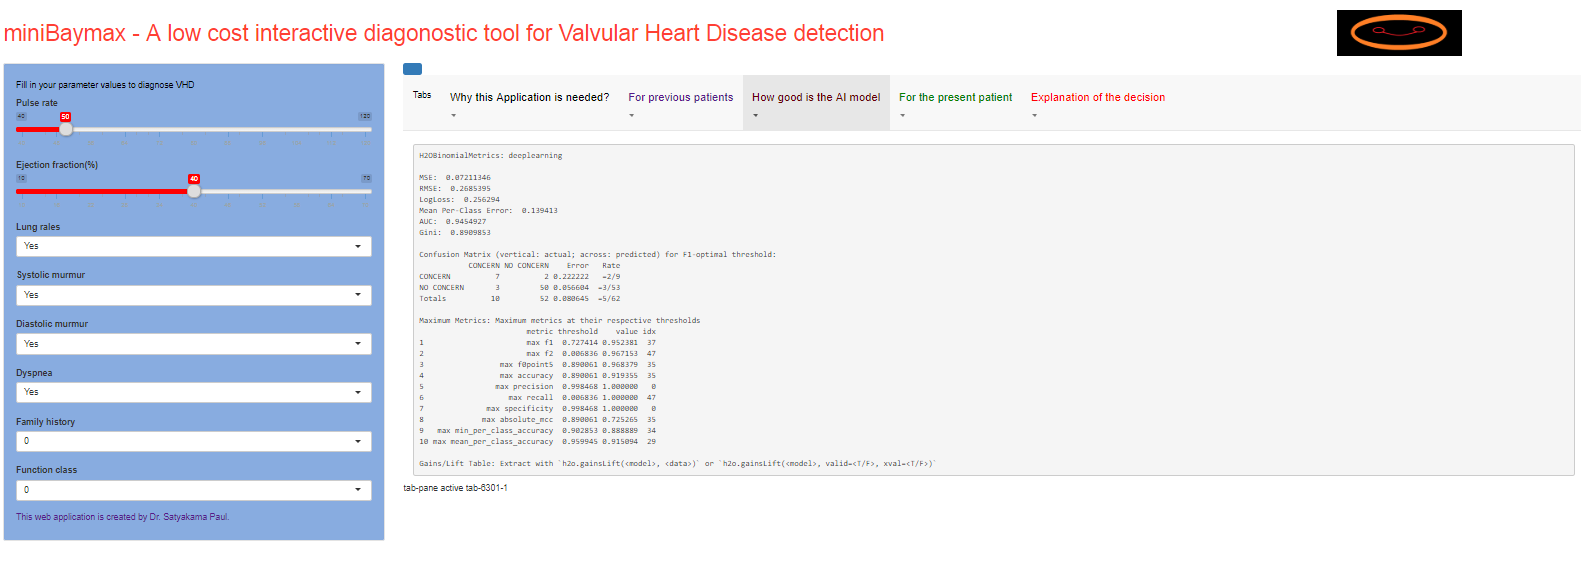 miniBaymax - A low cost interactive diagonostic tool for Valvular Heart Disease detection
Fill in your parameter values to diagnose VHD
Pulse rate
40 50 120
Ejection fraction(%)
10 40 70
Lung rales
Yes
Systolic murmur
Yes
Diastolic murmur
Yes
Dyspnea
Yes
Family history
0
Function class
0
This web application is created by Dr. Satyakama Paul.
Tabs Why this Application is needed? For previous patients How good is the AI model For the present patient Explanation of the decision
H2OBinomialMetrics: deeplearning
MSE: 0.07211346
RMSE: 0.2685395
LogLoss: 0.256294
Mean Per-Class Error: 0.139413
AUC: 0.9454927
Gini: 0.8909853
Confusion Matrix (vertical: actual; across: predicted) for F1-optimal threshold:
CONCERN NO CONCERN Error Rate
CONCERN 7 2 0.222222 =2/9
NO CONCERN 3 50 0.056604 =3/53
Totals 10 52 0.080645 =5/62
Maximum Metrics: Maximum metrics at their respective thresholds
metric threshold value idx
1 max f1 0.727414 0.952381 37
2 max f2 0.006836 0.967153 47
3 max f0point5 0.890061 0.968379 35
4 max accuracy 0.890061 0.919355 35
5 max precision 0.998468 1.000000 0
6 max recall 0.006836 1.000000 47
7 max specificity 0.998468 1.000000 0
8 max absolute_mcc 0.890061 0.725265 35
9 max min_per_class_accuracy 0.902853 0.888889 34
10 max mean_per_class_accuracy 0.959945 0.915094 29
Gains/Lift Table: Extract with `h2o.gainsLift(<model>, <data>)` or `h2o.gainsLift(<model>, valid=<T/F>, xval=<T/F>)`
tab-pane active tab-6301-1